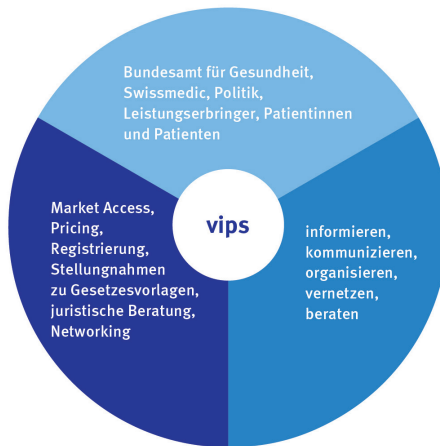 Bundesamt für Gesundheit,
Swissmedic, Politik,
Leistungserbringer, Patientinnen
und Patienten
Market Access,
Pricing,
Registrierung,
Stellungnahmen
zu Gesetzesvorlagen,
juristische Beratung,
Networking
vips
informieren,
kommunizieren,
organisieren,
vernetzen,
beraten